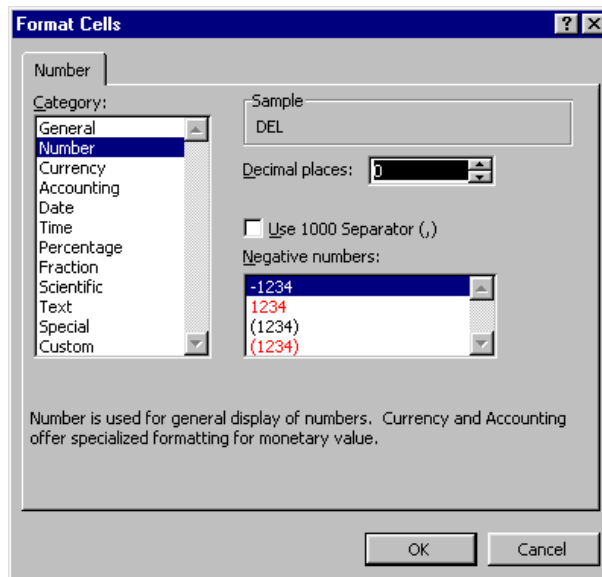 Format Cells
Number
Category:
General
Number
Currency
Accounting
Date
Time
Percentage
Fraction
Scientific
Text
Special
Custom
Sample
DEL
Decimal places: 0
Use 1000 Separator (,)
Negative numbers:
-1234
1234
(1234)
(1234)
Number is used for general display of numbers. Currency and Accounting
offer specialized formatting for monetary value.
OK Cancel